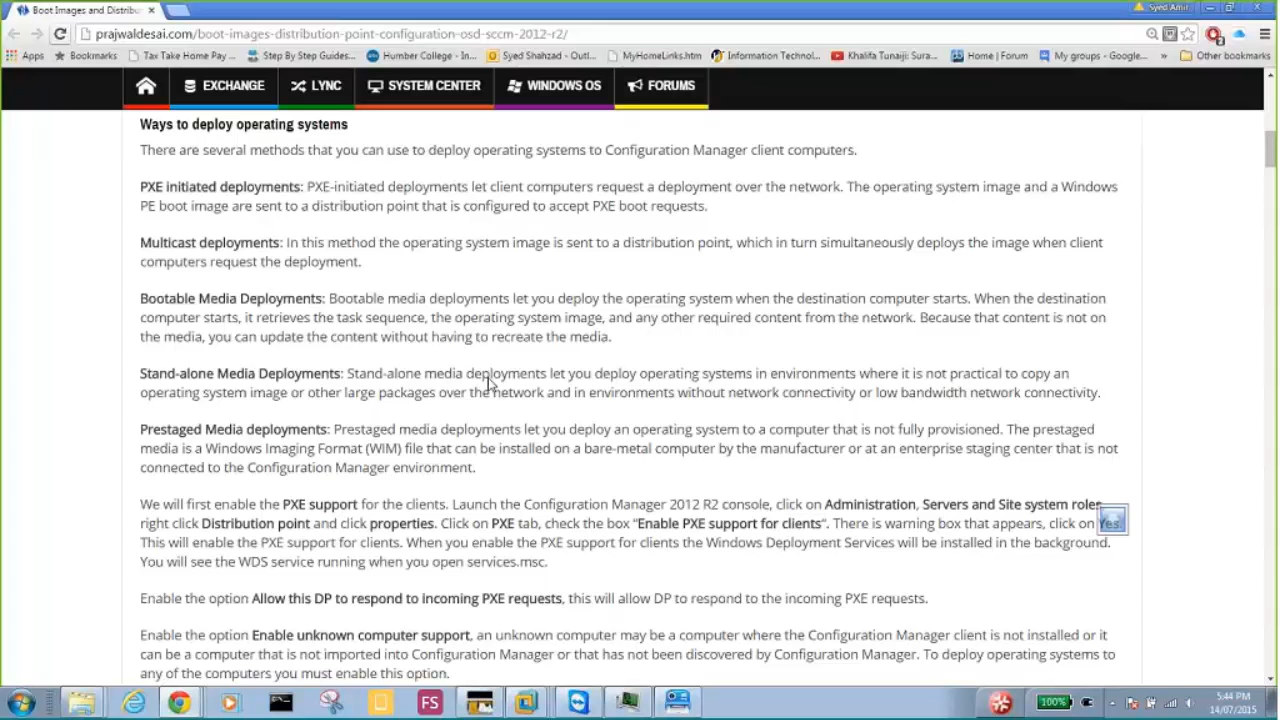 Boot Images and Distribu
Syed Amir
prajwaldesai.com/boot-images-distribution-point-configuration-osd-sccm-2012-r2/
Apps Bookmarks Tax Take Home Pay ... Step By Step Guides... Humber College - In... Syed Shahzad - Outl... MyHomeLinks.htm Information Technol... Khalifa Tunaiji: Sura... Home | Forum My groups - Google... » Other bookmarks
EXCHANGE LYNC SYSTEM CENTER WINDOWS OS FORUMS
Ways to deploy operating systems
There are several methods that you can use to deploy operating systems to Configuration Manager client computers.
PXE initiated deployments: PXE-initiated deployments let client computers request a deployment over the network. The operating system image and a Windows
PE boot image are sent to a distribution point that is configured to accept PXE boot requests.
Multicast deployments: In this method the operating system image is sent to a distribution point, which in turn simultaneously deploys the image when client
computers request the deployment.
Bootable Media Deployments: Bootable media deployments let you deploy the operating system when the destination computer starts. When the destination
computer starts, it retrieves the task sequence, the operating system image, and any other required content from the network. Because that content is not on
the media, you can update the content without having to recreate the media.
Stand-alone Media Deployments: Stand-alone media deployments let you deploy operating systems in environments where it is not practical to copy an
operating system image or other large packages over the network and in environments without network connectivity or low bandwidth network connectivity.
Prestaged Media deployments: Prestaged media deployments let you deploy an operating system to a computer that is not fully provisioned. The prestaged
media is a Windows Imaging Format (WIM) file that can be installed on a bare-metal computer by the manufacturer or at an enterprise staging center that is not
connected to the Configuration Manager environment.
We will first enable the PXE support for the clients. Launch the Configuration Manager 2012 R2 console, click on Administration, Servers and Site system roles,
right click Distribution point and click properties. Click on PXE tab, check the box "Enable PXE support for clients". There is warning box that appears, click on Yes.
This will enable the PXE support for clients. When you enable the PXE support for clients the Windows Deployment Services will be installed in the background.
You will see the WDS service running when you open services.msc.
Enable the option Allow this DP to respond to incoming PXE requests, this will allow DP to respond to the incoming PXE requests.
Enable the option Enable unknown computer support, an unknown computer may be a computer where the Configuration Manager client is not installed or it
can be a computer that is not imported into Configuration Manager or that has not been discovered by Configuration Manager. To deploy operating systems to
any of the computers you must enable this option.
FS
100%
5:44 PM
14/07/2015